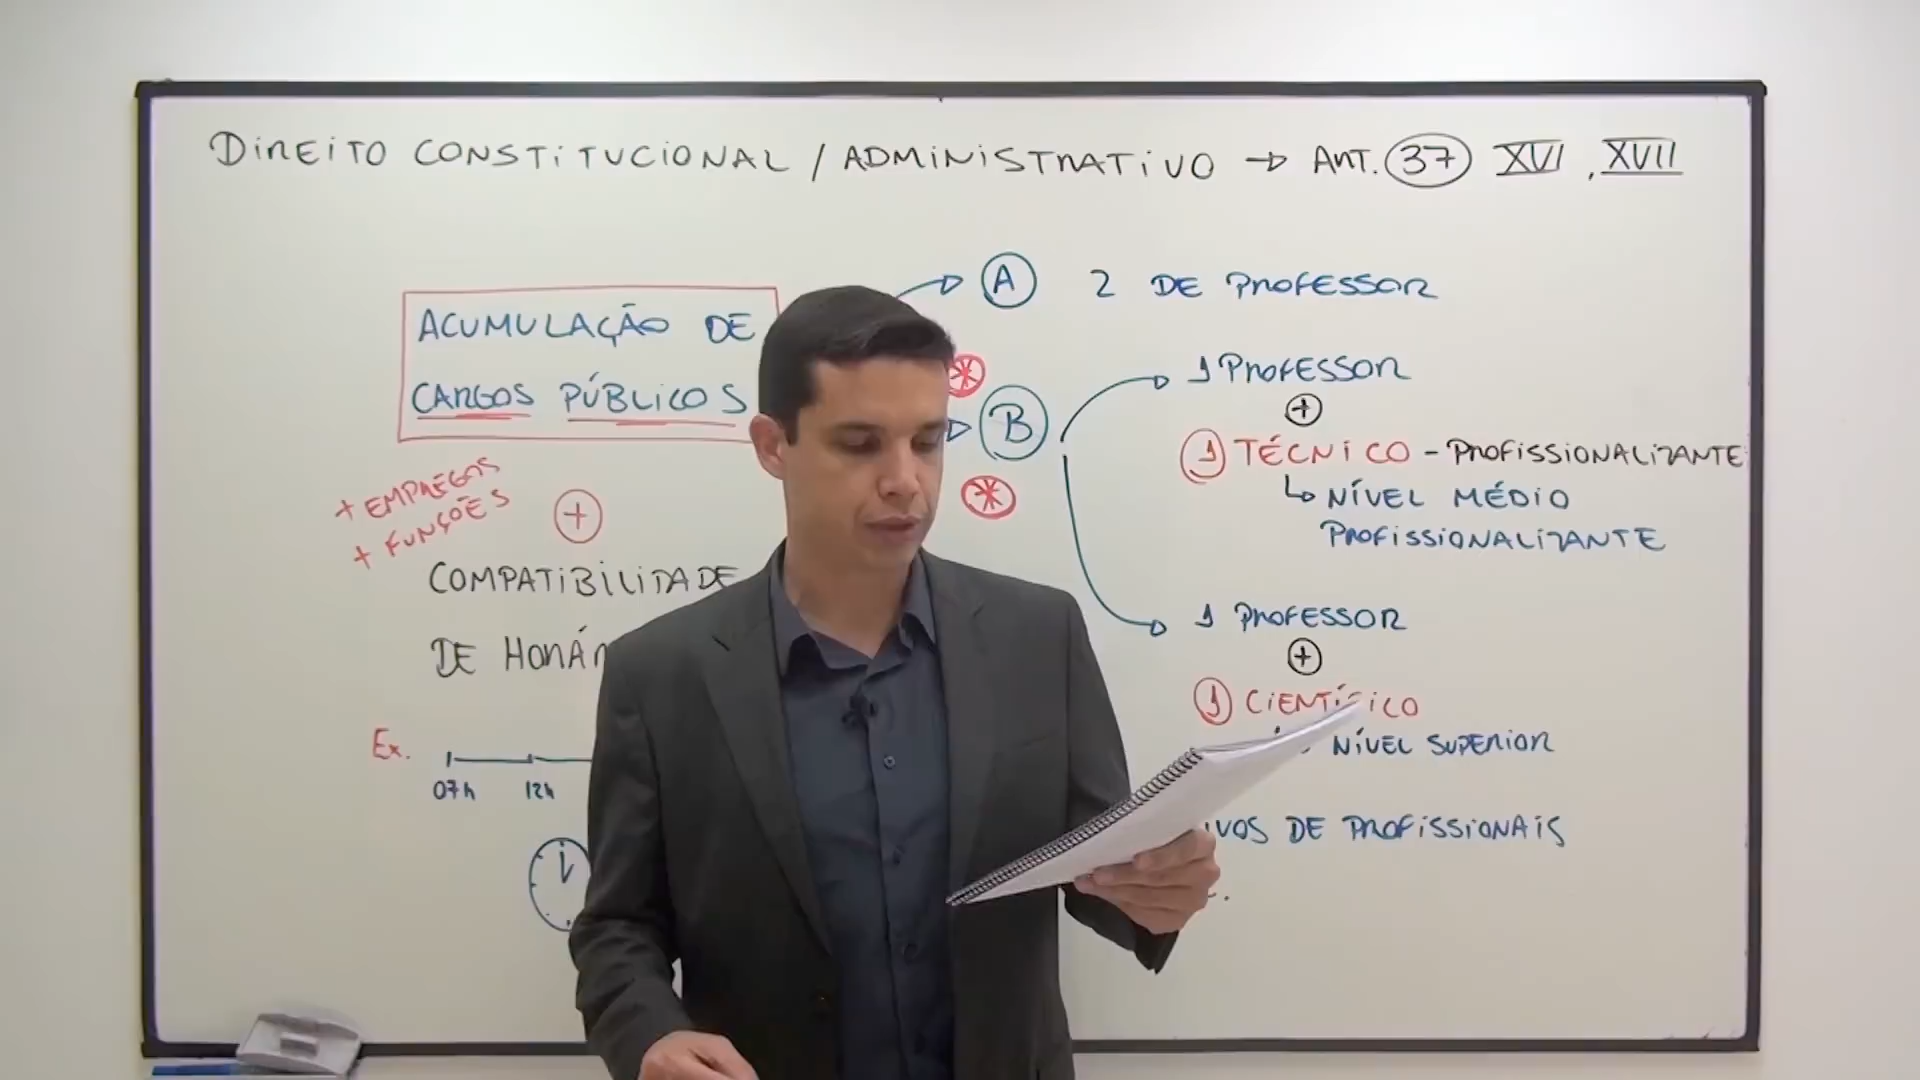 DIREITO CONSTITUCIONAL / ADMINISTRATIVO → ART. 37 XVI, XVII
ACUMULAÇÃO DE
CARGOS PÚBLICOS
+ EMPREGOS
+ FUNÇÕES
+
COMPATIBILIDADE
DE
Ex.
07h 12h
A 2 DE PROFESSOR
B
1 PROFESSOR
+
1 TÉCNICO - PROFISSIONALIZANTE
↳ NÍVEL MÉDIO
PROFISSIONALIZANTE
1 PROFESSOR
+
1 CIENTÍFICO
NÍVEL SUPERIOR
DE PROFISSIONAIS